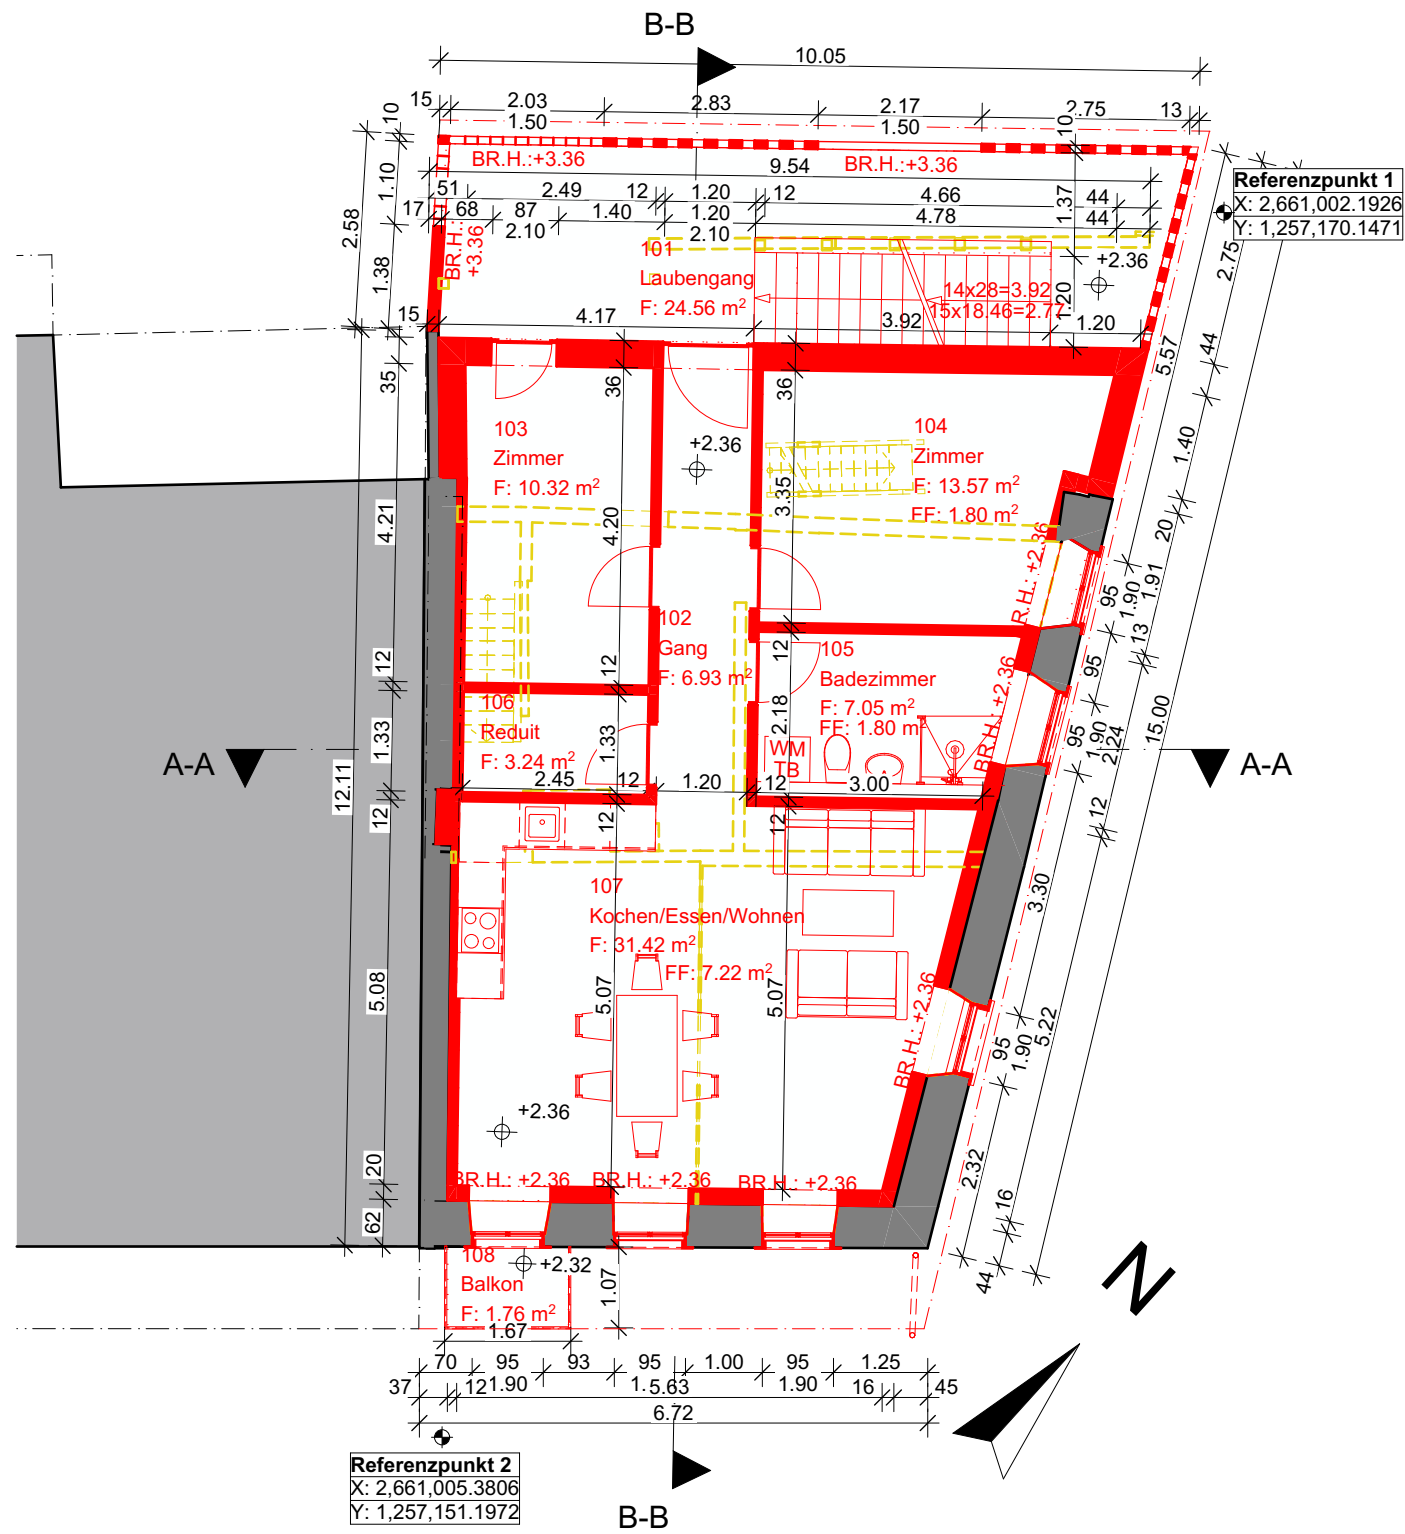 B-B
10.05
15
2.03
2.83
2.17
2.75
13
10
1.50
1.50
10
BR.H.:+3.36
BR.H.:+3.36
9.54
Referenzpunkt 1
X: 2,661,002.1926
Y: 1,257,170.1471
51
2.49
12
1.20
12
4.66
44
1.10
17
68
87
1.40
1.20
4.78
44
1.37
2.10
2.10
2.58
BR.H.:
+3.36
101
Laubengang
F: 24.56 m²
+2.36
2.75
1.38
14x28=3.92
15x18.46=2.77
1.20
15
4.17
3.92
1.20
5.57
44
35
36
36
103
Zimmer
F: 10.32 m²
+2.36
104
Zimmer
F: 13.57 m²
FF: 1.80 m²
1.40
3.35
4.21
4.20
20
R.H.: +2.36
95
1.90
1.91
102
Gang
F: 6.93 m²
12
12
12
105
Badezimmer
F: 7.05 m²
FF: 1.80 m²
13
95
106
Reduit
F: 3.24 m²
1.33
1.33
2.18
BR.H.: +2.36
95
1.90
2.24
15.00
WM
TB
A-A
A-A
12.11
2.45
12
1.20
12
3.00
12
12
12
12
107
Kochen/Essen/Wohnen
F: 31.42 m²
FF: 7.22 m²
3.30
5.08
5.07
5.07
BR.H.: +2.36
95
1.90
5.22
+2.36
2.32
20
BR.H.: +2.36
BR.H.: +2.36
BR.H.: +2.36
16
62
44
108
Balkon
F: 1.76 m²
+2.32
1.07
N
1.67
70
95
93
95
1.00
95
1.25
37
12
1.90
5.63
1.90
16
45
6.72
Referenzpunkt 2
X: 2,661,005.3806
Y: 1,257,151.1972
B-B